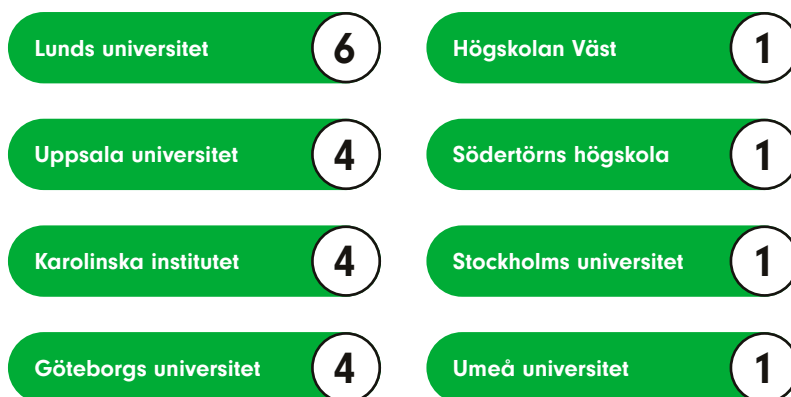 Lunds universitet 6
Uppsala universitet 4
Karolinska institutet 4
Göteborgs universitet 4
Högskolan Väst 1
Södertörns högskola 1
Stockholms universitet 1
Umeå universitet 1